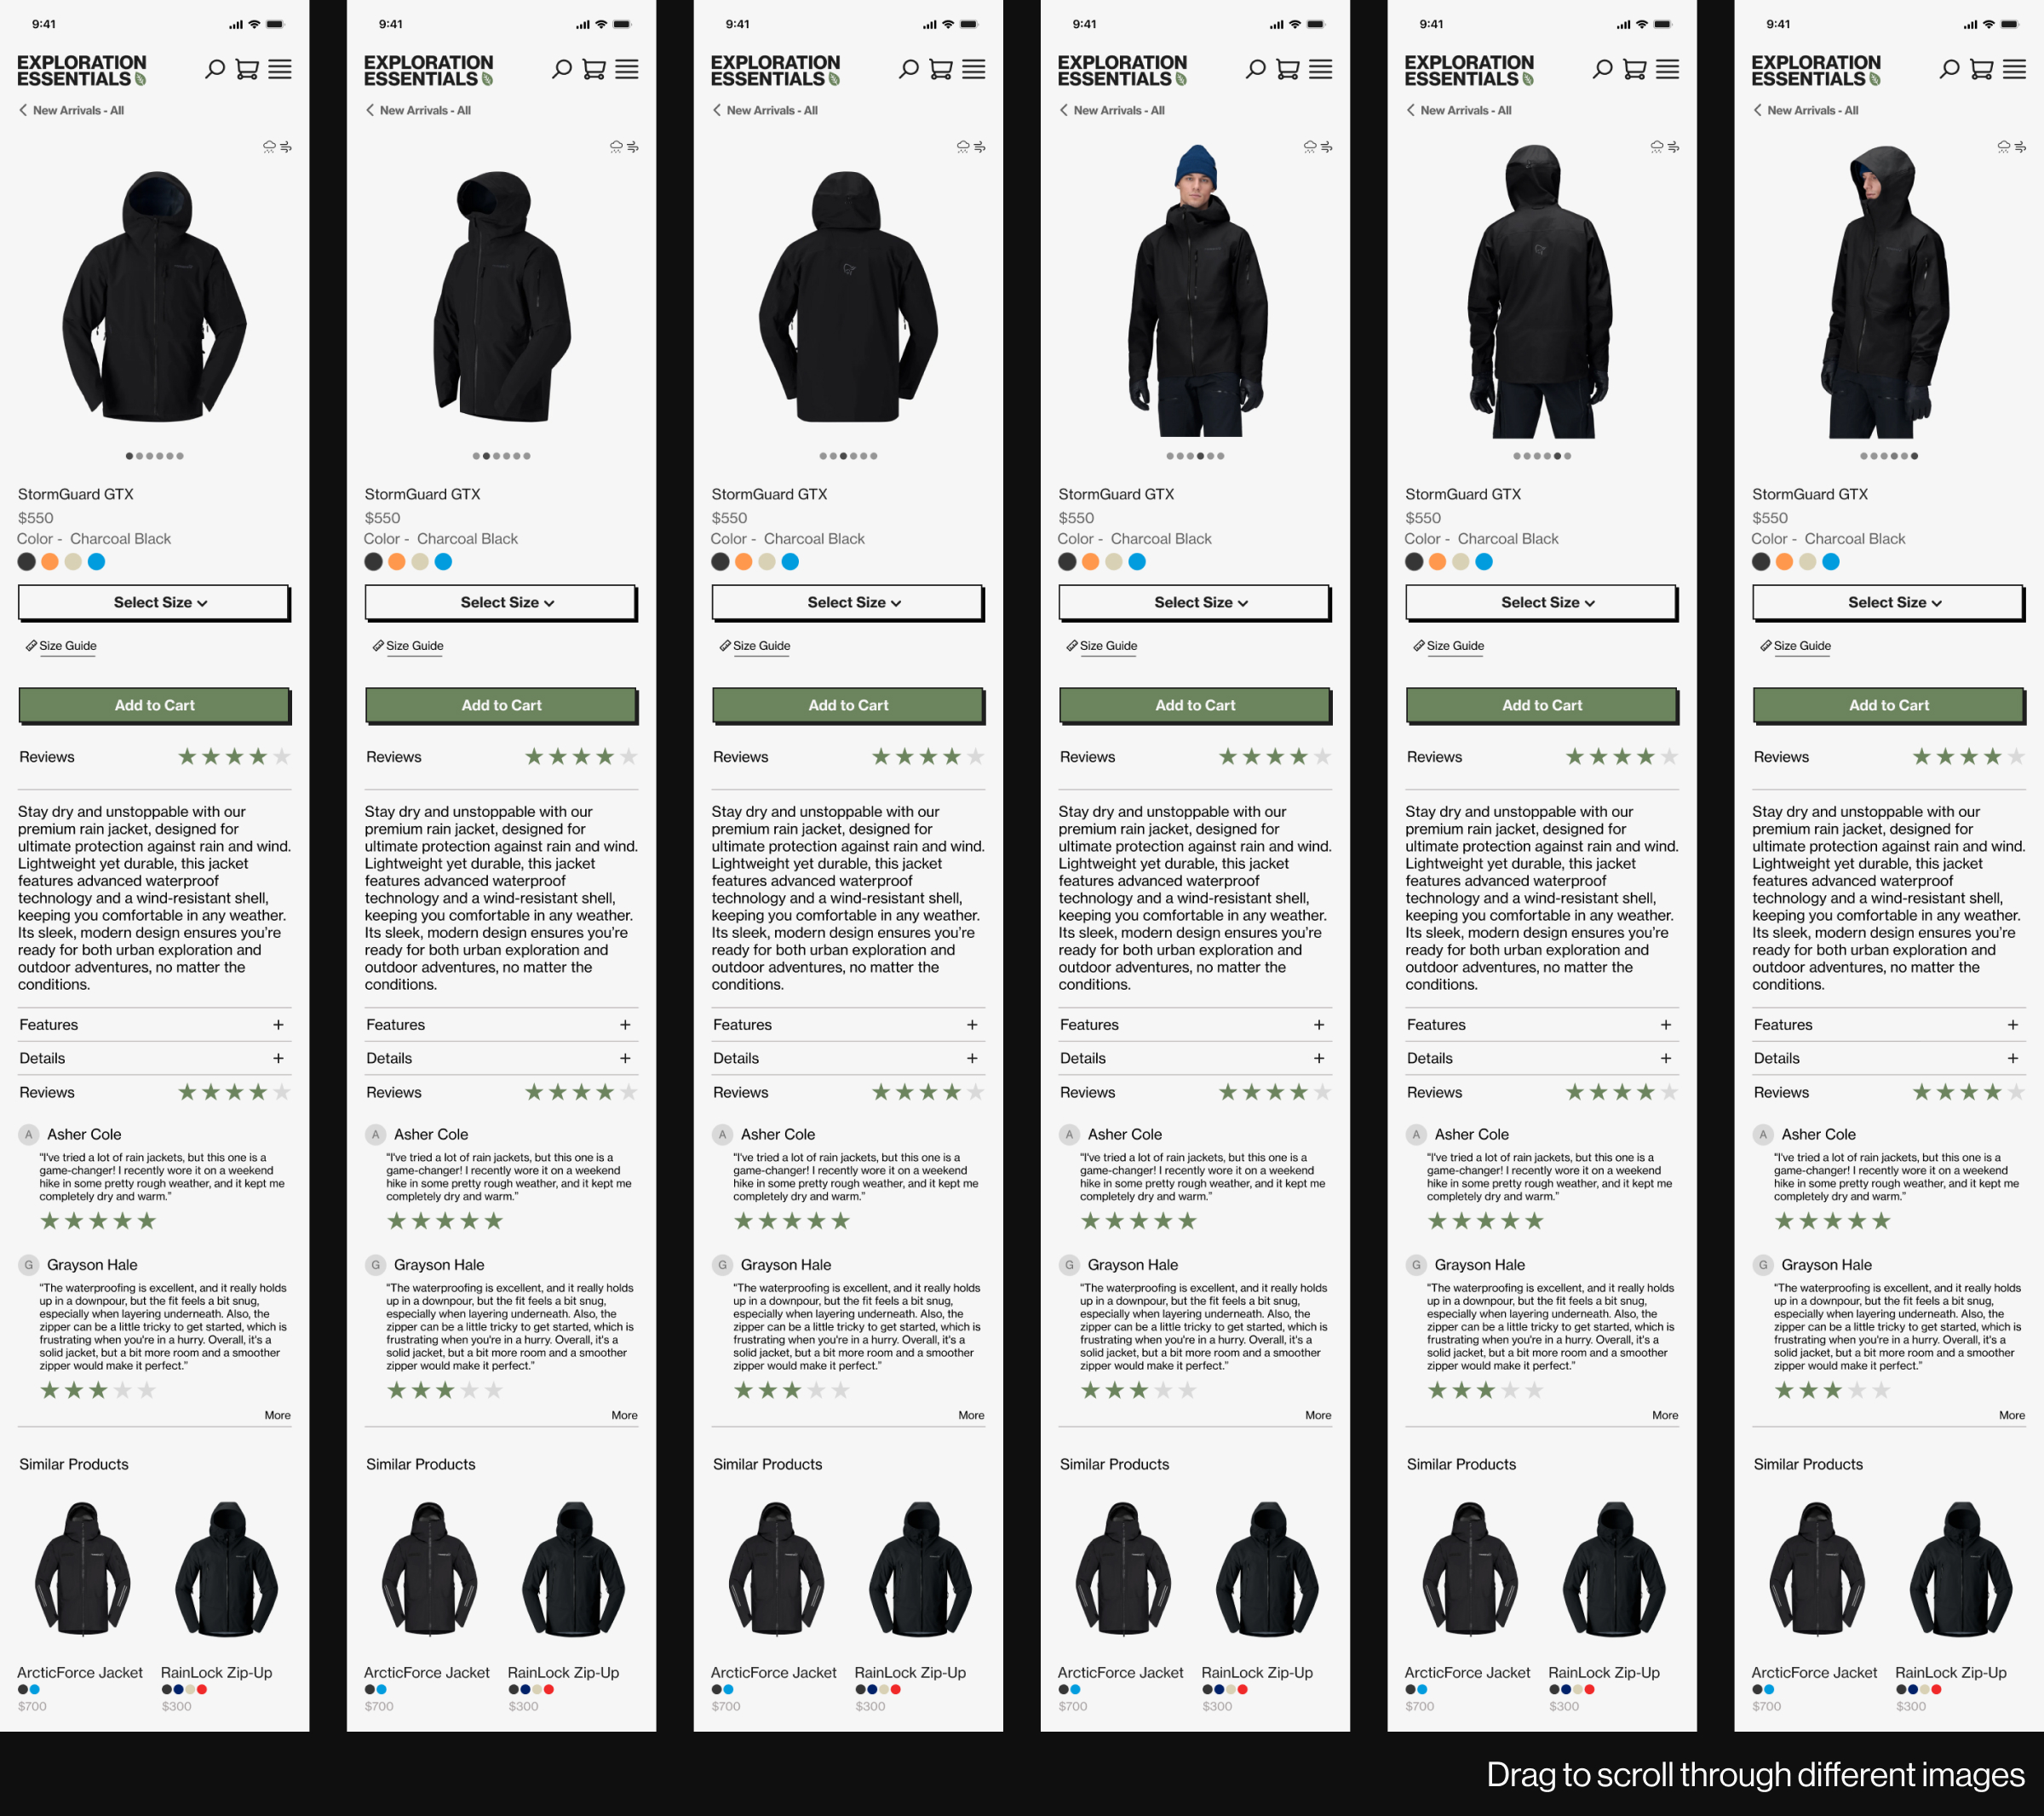 9:41
EXPLORATION
ESSENTIALS
New Arrivals - All
StormGuard GTX
$550
Color - Charcoal Black
Select Size
Size Guide
Add to Cart
Reviews
Stay dry and unstoppable with our
premium rain jacket, designed for
ultimate protection against rain and wind.
Lightweight yet durable, this jacket
features advanced waterproof
technology and a wind-resistant shell,
keeping you comfortable in any weather.
Its sleek, modern design ensures you're
ready for both urban exploration and
outdoor adventures, no matter the
conditions.
Features +
Details +
Reviews
A Asher Cole
"I've tried a lot of rain jackets, but this one is a
game-changer! I recently wore it on a weekend
hike in some pretty rough weather, and it kept me
completely dry and warm."
G Grayson Hale
"The waterproofing is excellent, and it really holds
up in a downpour, but the fit feels a bit snug,
especially when layering underneath. Also, the
zipper can be a little tricky to get started, which is
frustrating when you're in a hurry. Overall, it's a
solid jacket, but a bit more room and a smoother
zipper would make it perfect."
More
Similar Products
ArcticForce Jacket
$700
RainLock Zip-Up
$300
9:41
EXPLORATION
ESSENTIALS
New Arrivals - All
StormGuard GTX
$550
Color - Charcoal Black
Select Size
Size Guide
Add to Cart
Reviews
Stay dry and unstoppable with our
premium rain jacket, designed for
ultimate protection against rain and wind.
Lightweight yet durable, this jacket
features advanced waterproof
technology and a wind-resistant shell,
keeping you comfortable in any weather.
Its sleek, modern design ensures you're
ready for both urban exploration and
outdoor adventures, no matter the
conditions.
Features +
Details +
Reviews
A Asher Cole
"I've tried a lot of rain jackets, but this one is a
game-changer! I recently wore it on a weekend
hike in some pretty rough weather, and it kept me
completely dry and warm."
G Grayson Hale
"The waterproofing is excellent, and it really holds
up in a downpour, but the fit feels a bit snug,
especially when layering underneath. Also, the
zipper can be a little tricky to get started, which is
frustrating when you're in a hurry. Overall, it's a
solid jacket, but a bit more room and a smoother
zipper would make it perfect."
More
Similar Products
ArcticForce Jacket
$700
RainLock Zip-Up
$300
9:41
EXPLORATION
ESSENTIALS
New Arrivals - All
StormGuard GTX
$550
Color - Charcoal Black
Select Size
Size Guide
Add to Cart
Reviews
Stay dry and unstoppable with our
premium rain jacket, designed for
ultimate protection against rain and wind.
Lightweight yet durable, this jacket
features advanced waterproof
technology and a wind-resistant shell,
keeping you comfortable in any weather.
Its sleek, modern design ensures you're
ready for both urban exploration and
outdoor adventures, no matter the
conditions.
Features +
Details +
Reviews
A Asher Cole
"I've tried a lot of rain jackets, but this one is a
game-changer! I recently wore it on a weekend
hike in some pretty rough weather, and it kept me
completely dry and warm."
G Grayson Hale
"The waterproofing is excellent, and it really holds
up in a downpour, but the fit feels a bit snug,
especially when layering underneath. Also, the
zipper can be a little tricky to get started, which is
frustrating when you're in a hurry. Overall, it's a
solid jacket, but a bit more room and a smoother
zipper would make it perfect."
More
Similar Products
ArcticForce Jacket
$700
RainLock Zip-Up
$300
9:41
EXPLORATION
ESSENTIALS
New Arrivals - All
StormGuard GTX
$550
Color - Charcoal Black
Select Size
Size Guide
Add to Cart
Reviews
Stay dry and unstoppable with our
premium rain jacket, designed for
ultimate protection against rain and wind.
Lightweight yet durable, this jacket
features advanced waterproof
technology and a wind-resistant shell,
keeping you comfortable in any weather.
Its sleek, modern design ensures you're
ready for both urban exploration and
outdoor adventures, no matter the
conditions.
Features +
Details +
Reviews
A Asher Cole
"I've tried a lot of rain jackets, but this one is a
game-changer! I recently wore it on a weekend
hike in some pretty rough weather, and it kept me
completely dry and warm."
G Grayson Hale
"The waterproofing is excellent, and it really holds
up in a downpour, but the fit feels a bit snug,
especially when layering underneath. Also, the
zipper can be a little tricky to get started, which is
frustrating when you're in a hurry. Overall, it's a
solid jacket, but a bit more room and a smoother
zipper would make it perfect."
More
Similar Products
ArcticForce Jacket
$700
RainLock Zip-Up
$300
9:41
EXPLORATION
ESSENTIALS
New Arrivals - All
StormGuard GTX
$550
Color - Charcoal Black
Select Size
Size Guide
Add to Cart
Reviews
Stay dry and unstoppable with our
premium rain jacket, designed for
ultimate protection against rain and wind.
Lightweight yet durable, this jacket
features advanced waterproof
technology and a wind-resistant shell,
keeping you comfortable in any weather.
Its sleek, modern design ensures you're
ready for both urban exploration and
outdoor adventures, no matter the
conditions.
Features +
Details +
Reviews
A Asher Cole
"I've tried a lot of rain jackets, but this one is a
game-changer! I recently wore it on a weekend
hike in some pretty rough weather, and it kept me
completely dry and warm."
G Grayson Hale
"The waterproofing is excellent, and it really holds
up in a downpour, but the fit feels a bit snug,
especially when layering underneath. Also, the
zipper can be a little tricky to get started, which is
frustrating when you're in a hurry. Overall, it's a
solid jacket, but a bit more room and a smoother
zipper would make it perfect."
More
Similar Products
ArcticForce Jacket
$700
RainLock Zip-Up
$300
9:41
EXPLORATION
ESSENTIALS
New Arrivals - All
StormGuard GTX
$550
Color - Charcoal Black
Select Size
Size Guide
Add to Cart
Reviews
Stay dry and unstoppable with our
premium rain jacket, designed for
ultimate protection against rain and wind.
Lightweight yet durable, this jacket
features advanced waterproof
technology and a wind-resistant shell,
keeping you comfortable in any weather.
Its sleek, modern design ensures you're
ready for both urban exploration and
outdoor adventures, no matter the
conditions.
Features +
Details +
Reviews
A Asher Cole
"I've tried a lot of rain jackets, but this one is a
game-changer! I recently wore it on a weekend
hike in some pretty rough weather, and it kept me
completely dry and warm."
G Grayson Hale
"The waterproofing is excellent, and it really holds
up in a downpour, but the fit feels a bit snug,
especially when layering underneath. Also, the
zipper can be a little tricky to get started, which is
frustrating when you're in a hurry. Overall, it's a
solid jacket, but a bit more room and a smoother
zipper would make it perfect."
More
Similar Products
ArcticForce Jacket
$700
RainLock Zip-Up
$300
Drag to scroll through different images